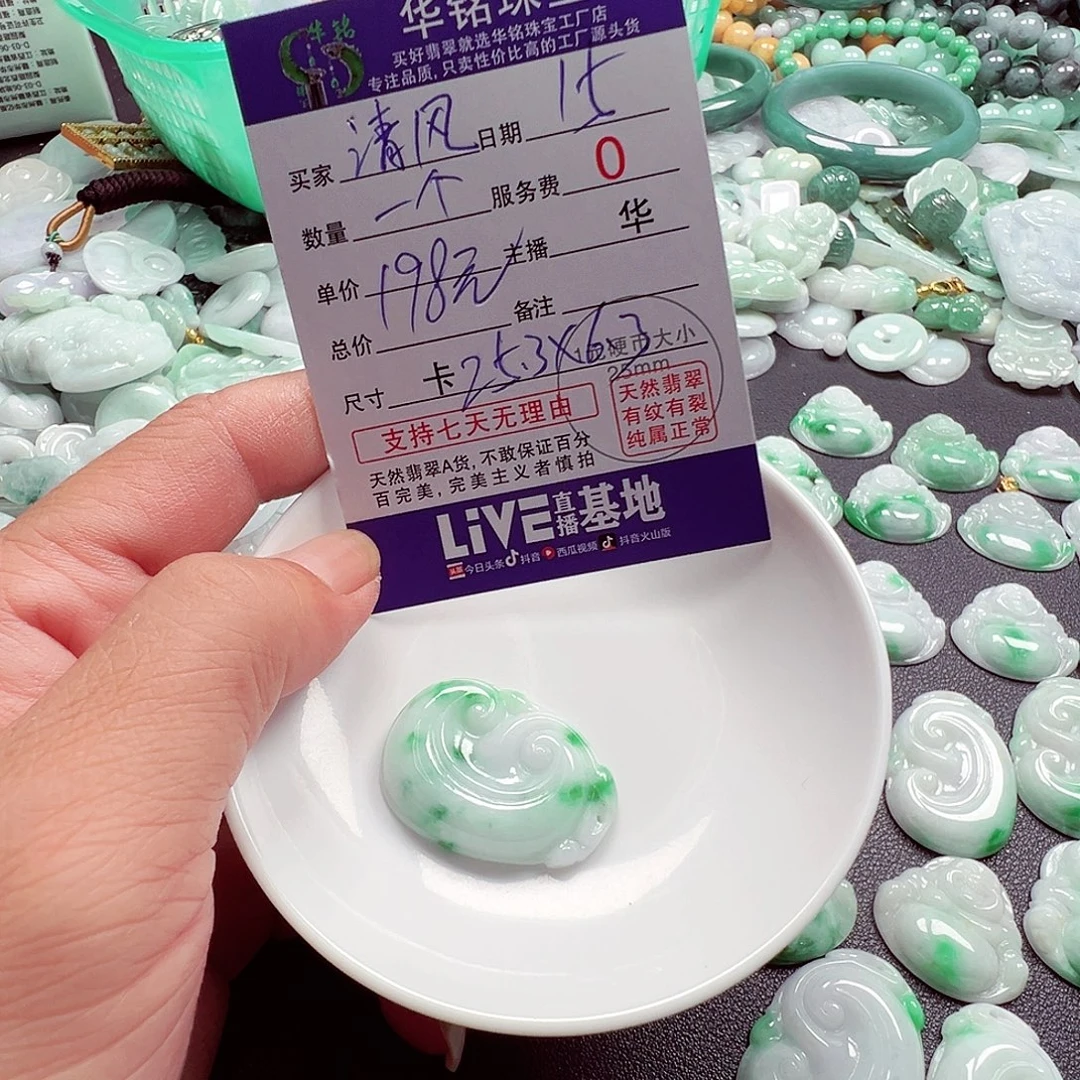 华铭
华铭珠宝
买好翡翠就选华铭珠宝工厂店
专注品质,只卖性价比高的工厂源头货
买家 清风 日期 15
数量 一个 服务费 0
单价 198元 主播 华
总价 备注
尺寸 卡 25.3×6.3
1元硬币大小
25mm
支持七天无理由
天然翡翠
有纹有裂
纯属正常
天然翡翠A货,不敢保证百分
百完美,完美主义者慎拍
LiVE直播基地
头条 今日头条 抖音 西瓜视频 抖音火山版